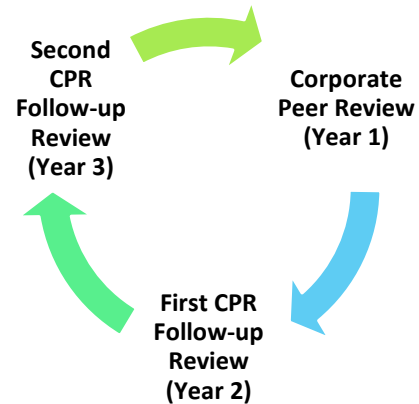 Second
CPR
Follow-up
Review
(Year 3)
Corporate
Peer Review
(Year 1)
First CPR
Follow-up
Review
(Year 2)